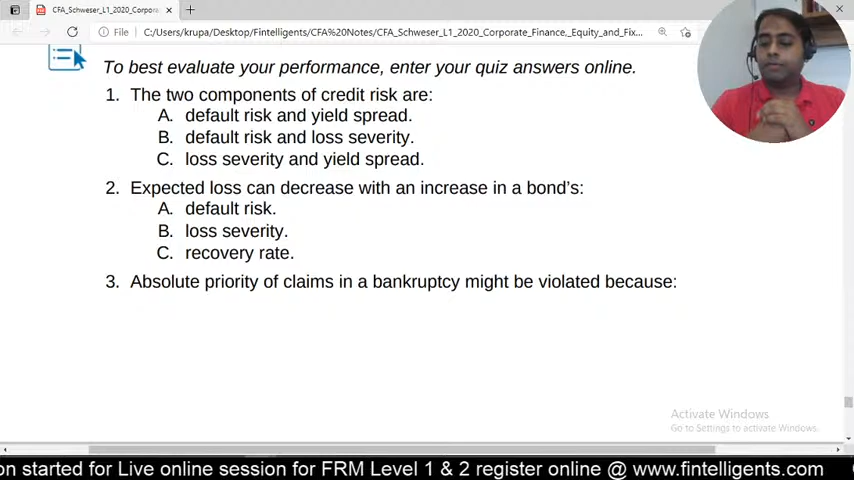 CFA_Schweser_L1_2020_Corpora
File
C:/Users/krupa/Desktop/Fintelligents/CFA%20Notes/CFA_Schweser_L1_2020_Corporate_Finance,_Equity_and_Fix...
To best evaluate your performance, enter your quiz answers online.
1. The two components of credit risk are:
A. default risk and yield spread.
B. default risk and loss severity.
C. loss severity and yield spread.
2. Expected loss can decrease with an increase in a bond's:
A. default risk.
B. loss severity.
C. recovery rate.
3. Absolute priority of claims in a bankruptcy might be violated because:
Activate Windows
Go to Settings to activate Windows.
on started for Live online session for FRM Level 1 & 2 register online @ www.fintelligents.com